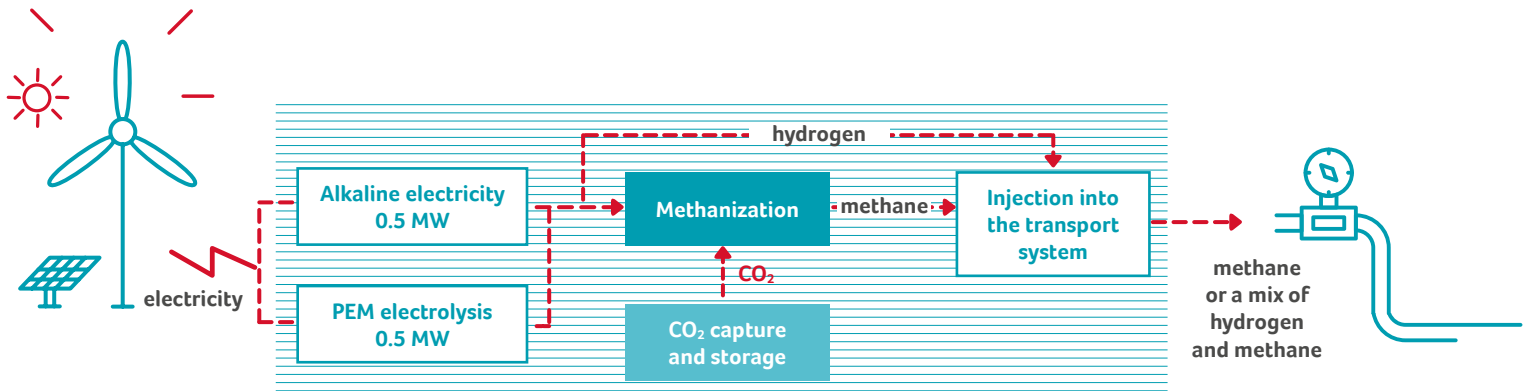 electricity
Alkaline electricity
0.5 MW
PEM electrolysis
0.5 MW
hydrogen
Methanization
methane
CO₂
CO₂ capture
and storage
Injection into
the transport
system
methane
or a mix of
hydrogen
and methane